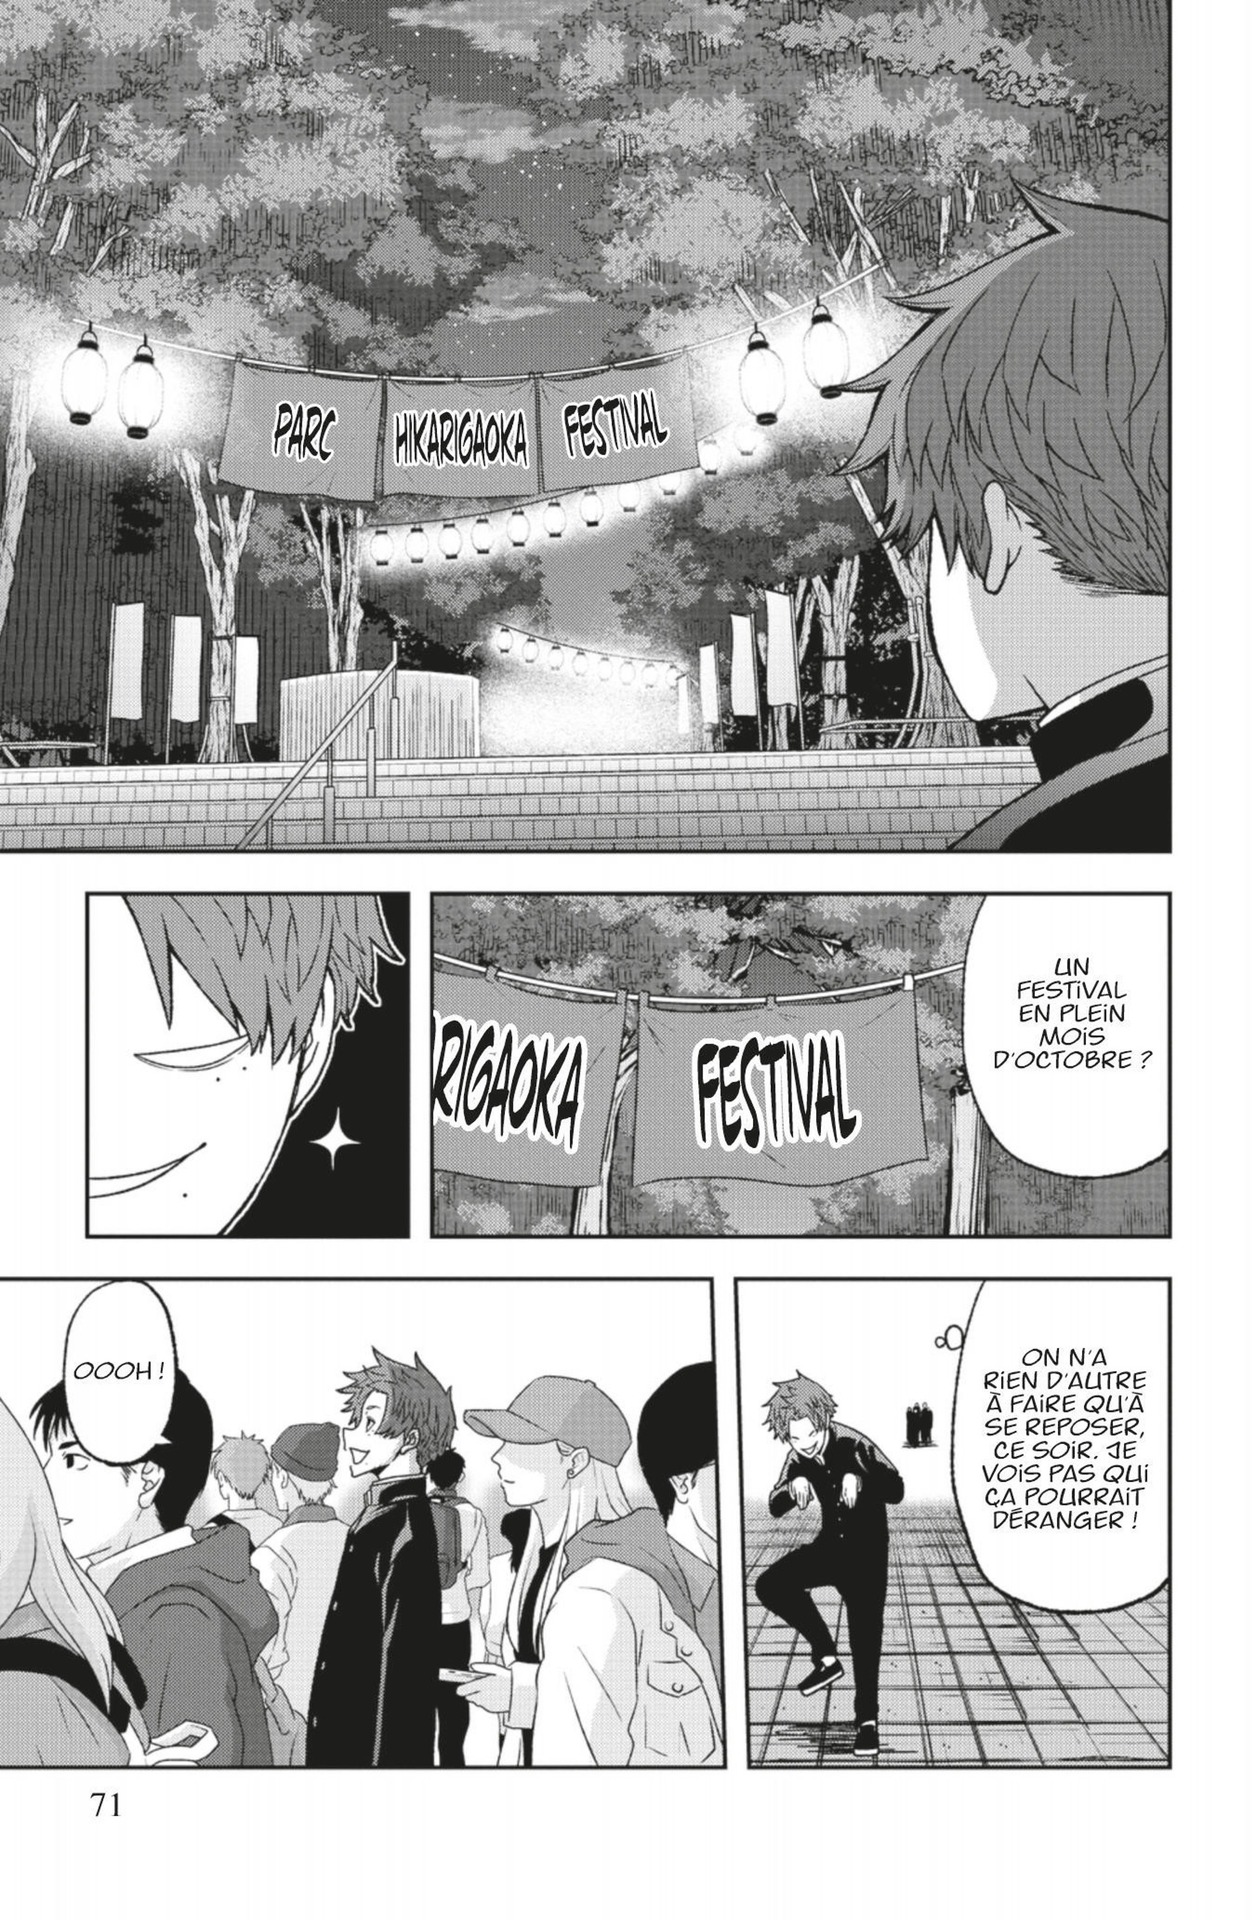 PARC
HIKARIGAOKA
FESTIVAL
UN
FESTIVAL
EN PLEIN
MOIS
D'OCTOBRE ?
RIGAOKA
FESTIVAL
ON N'A
RIEN D'AUTRE
À FAIRE QU'À
SE REPOSER,
CE SOIR. JE
VOIS PAS QUI
ÇA POURRAIT
DÉRANGER !
OOOH !
71